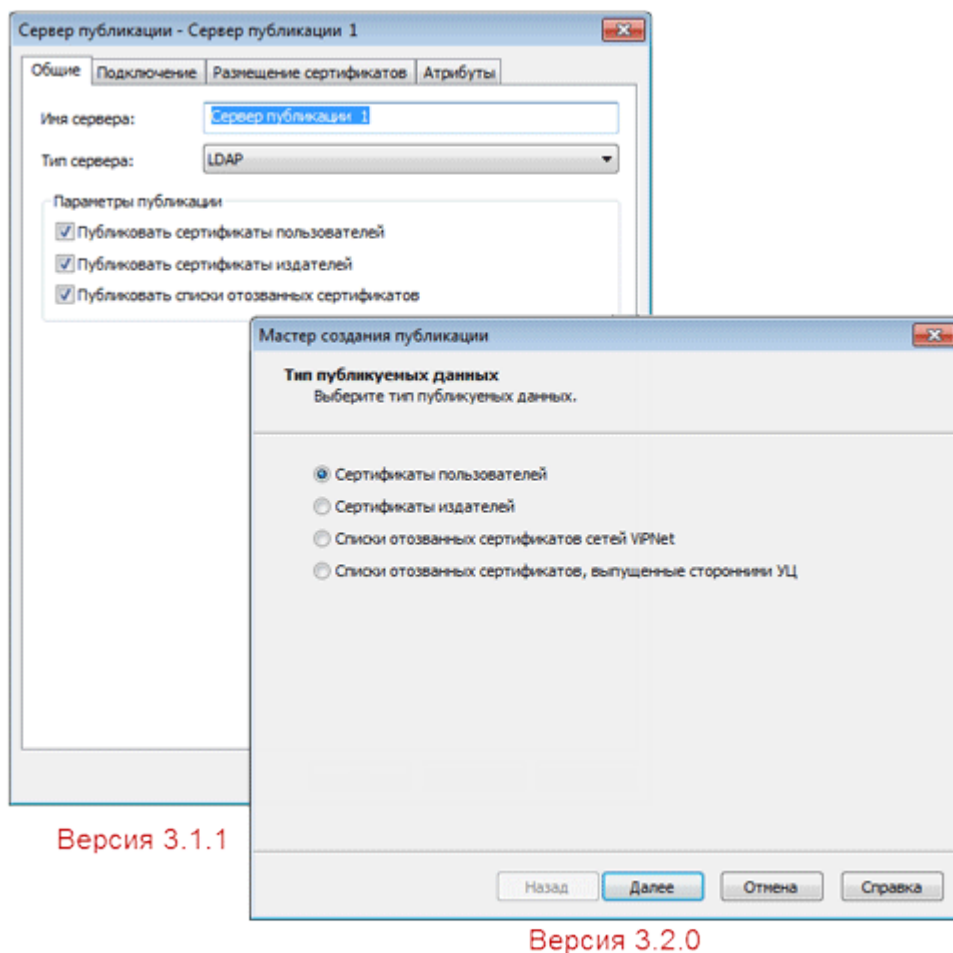 Сервер публикации - Сервер публикации 1
Общие Подключение Размещение сертификатов Атрибуты
Имя сервера: Сервер публикации 1
Тип сервера: LDAP
Параметры публикации
Публиковать сертификаты пользователей
Публиковать сертификаты издателей
Публиковать списки отозванных сертификатов
Мастер создания публикации
Тип публикуемых данных
Выберите тип публикуемых данных.
Сертификаты пользователей
Сертификаты издателей
Списки отозванных сертификатов сетей ViPNet
Списки отозванных сертификатов, выпущенные сторонними УЦ
Версия 3.1.1
Назад Далее Отмена Справка
Версия 3.2.0